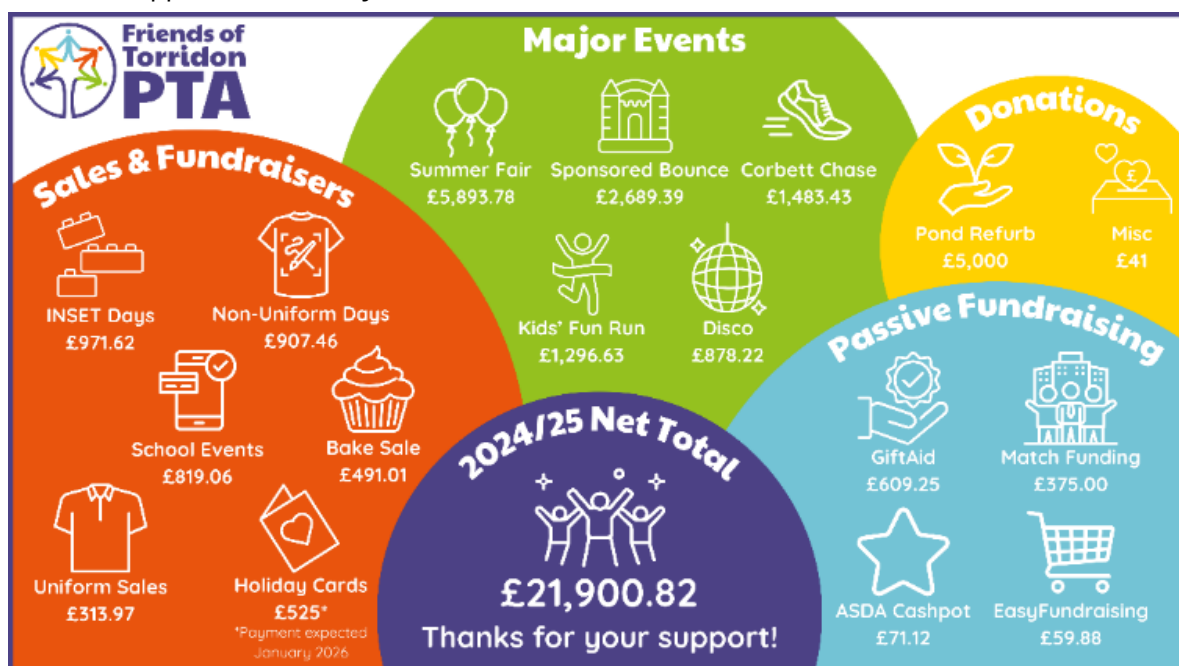 Friends of
Torridon
PTA
Major Events
Summer Fair
£5,893.78
Sponsored Bounce
£2,689.39
Corbett Chase
£1,483.43
Kids' Fun Run
£1,296.63
Disco
£878.22
Donations
Pond Refurb
£5,000
£
Misc
£41
Sales & Fundraisers
INSET Days
£971.62
Non-Uniform Days
£907.46
School Events
£819.06
Bake Sale
£491.01
Uniform Sales
£313.97
Holiday Cards
£525*
*Payment expected
January 2026
Passive Fundraising
GiftAid
£609.25
Match Funding
£375.00
ASDA Cashpot
£71.12
EasyFundraising
£59.88
2024/25 Net Total
£21,900.82
Thanks for your support!